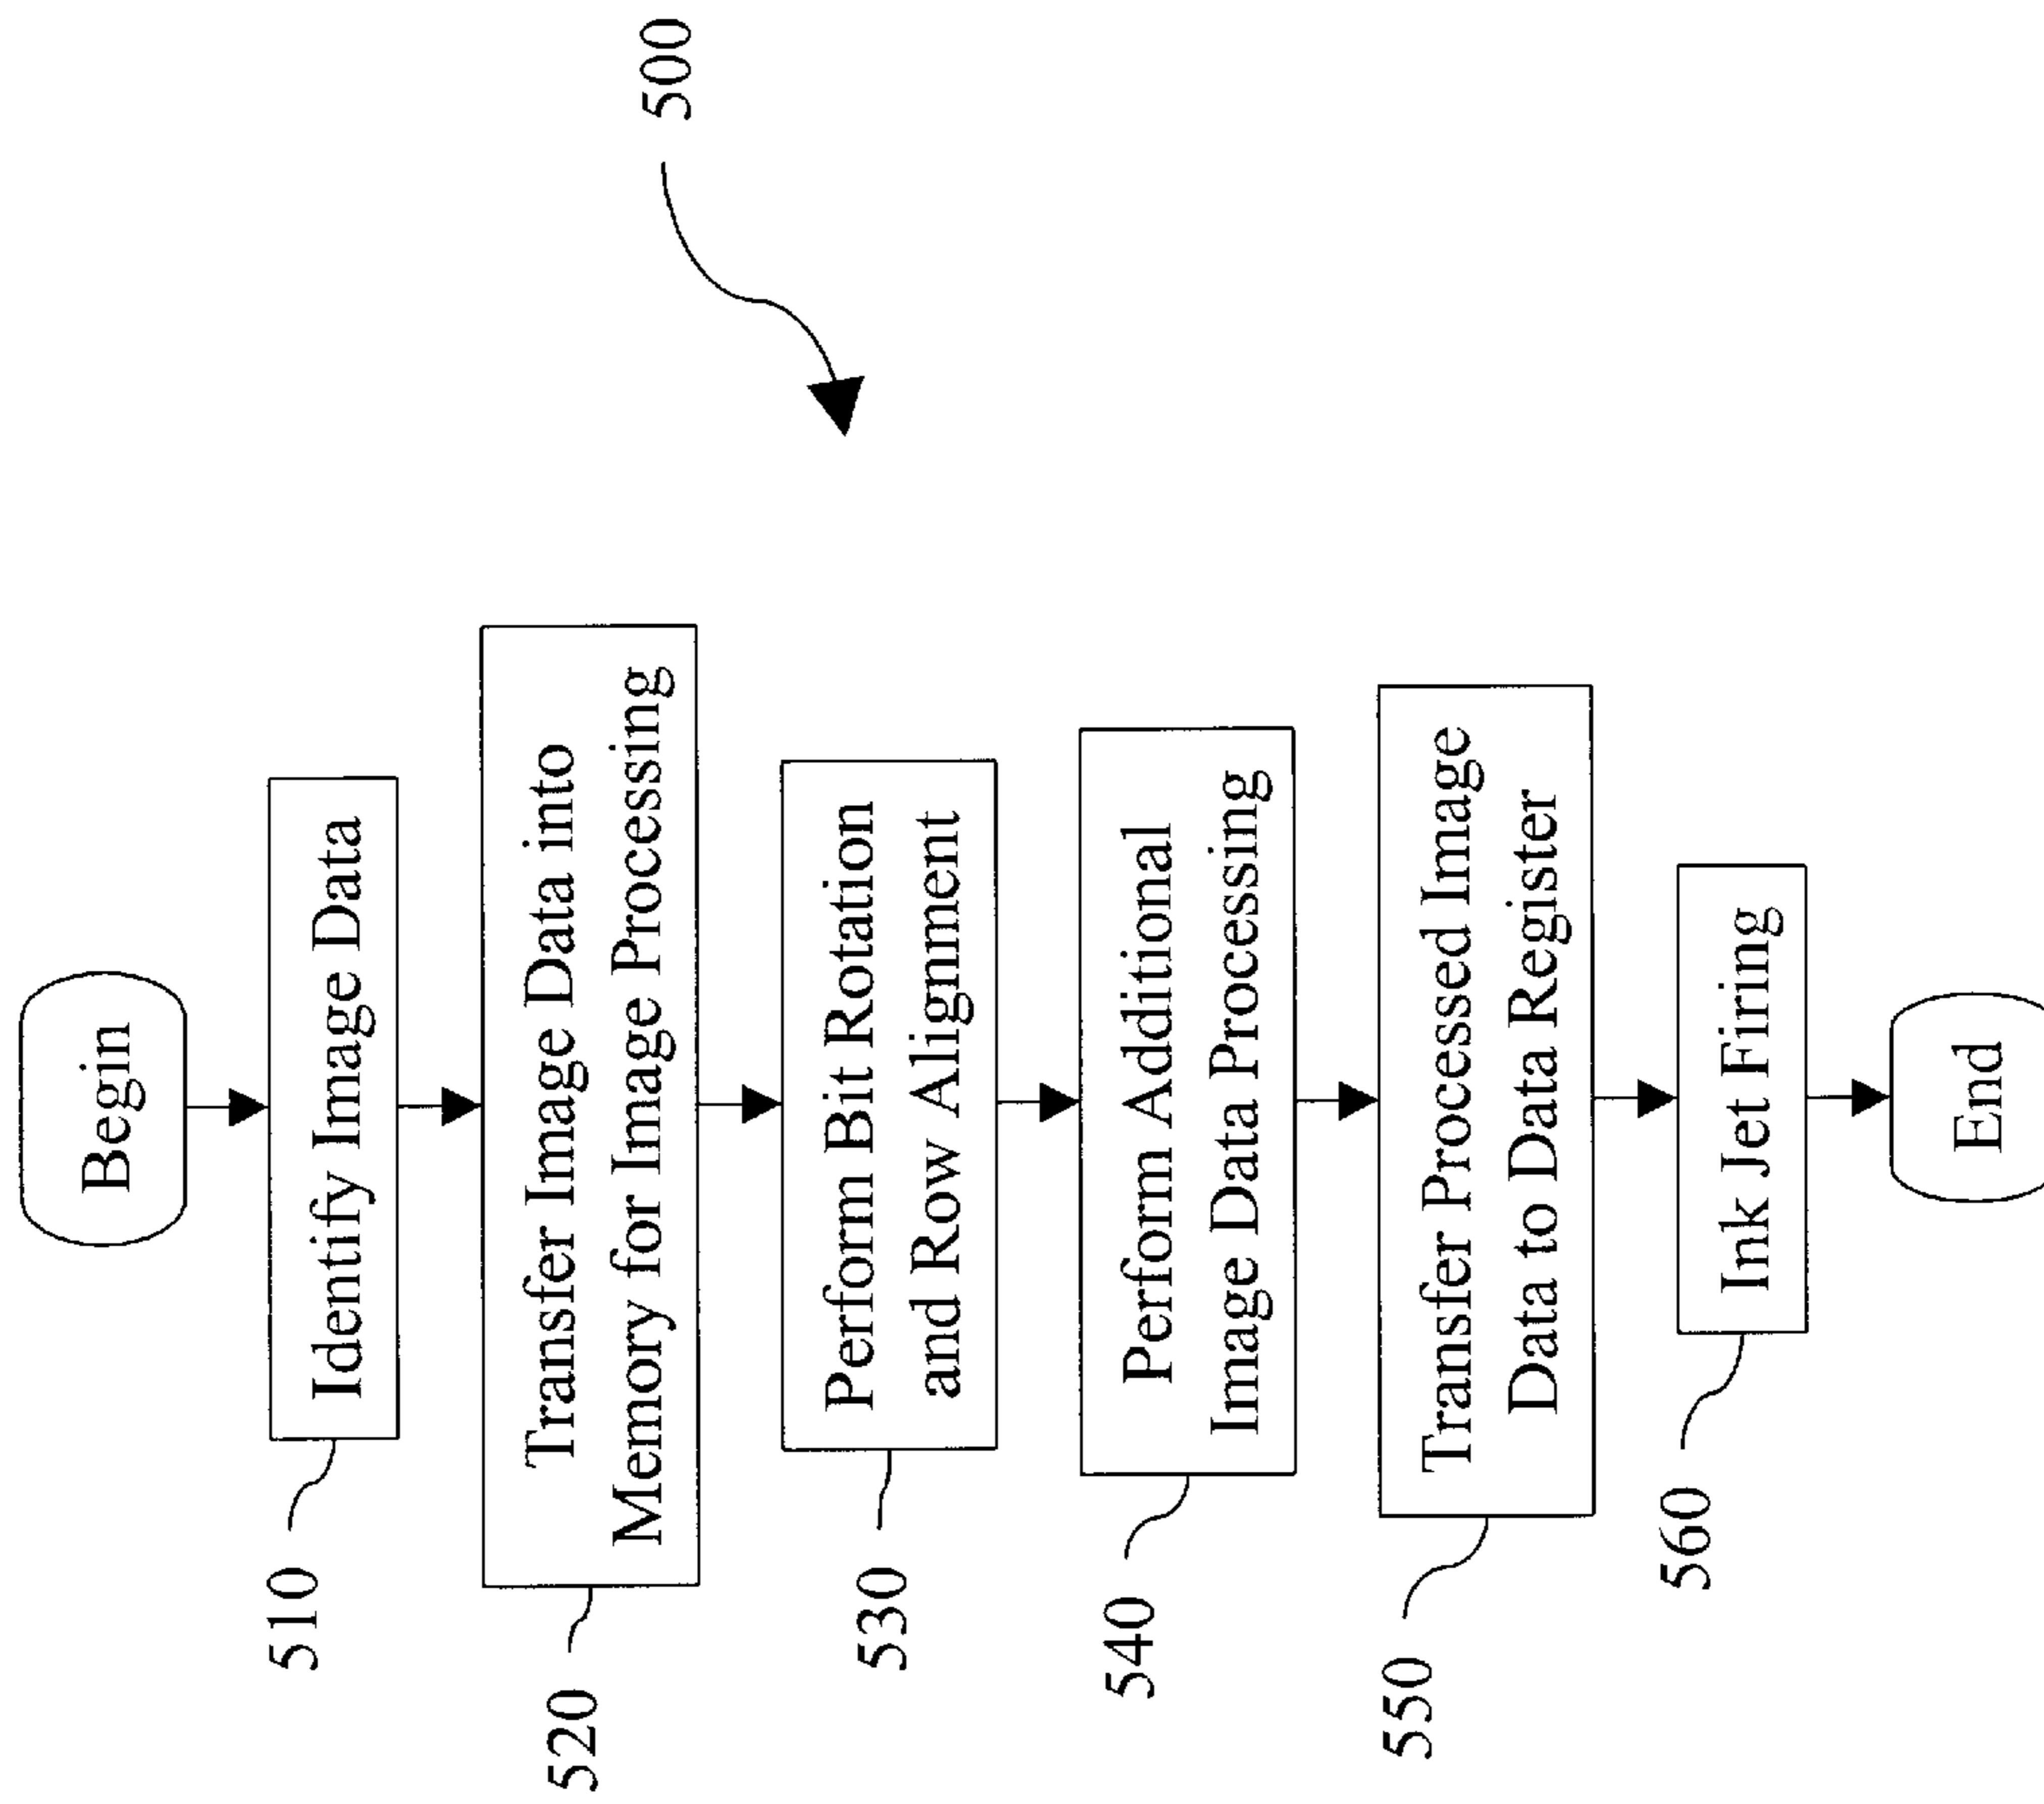 500
Begin
510
Identify Image Data
520
Transfer Image Data into
Memory for Image Processing
530
Perform Bit Rotation
and Row Alignment
540
Perform Additional
Image Data Processing
550
Transfer Processed Image
Data to Data Register
560
Ink Jet Firing
End